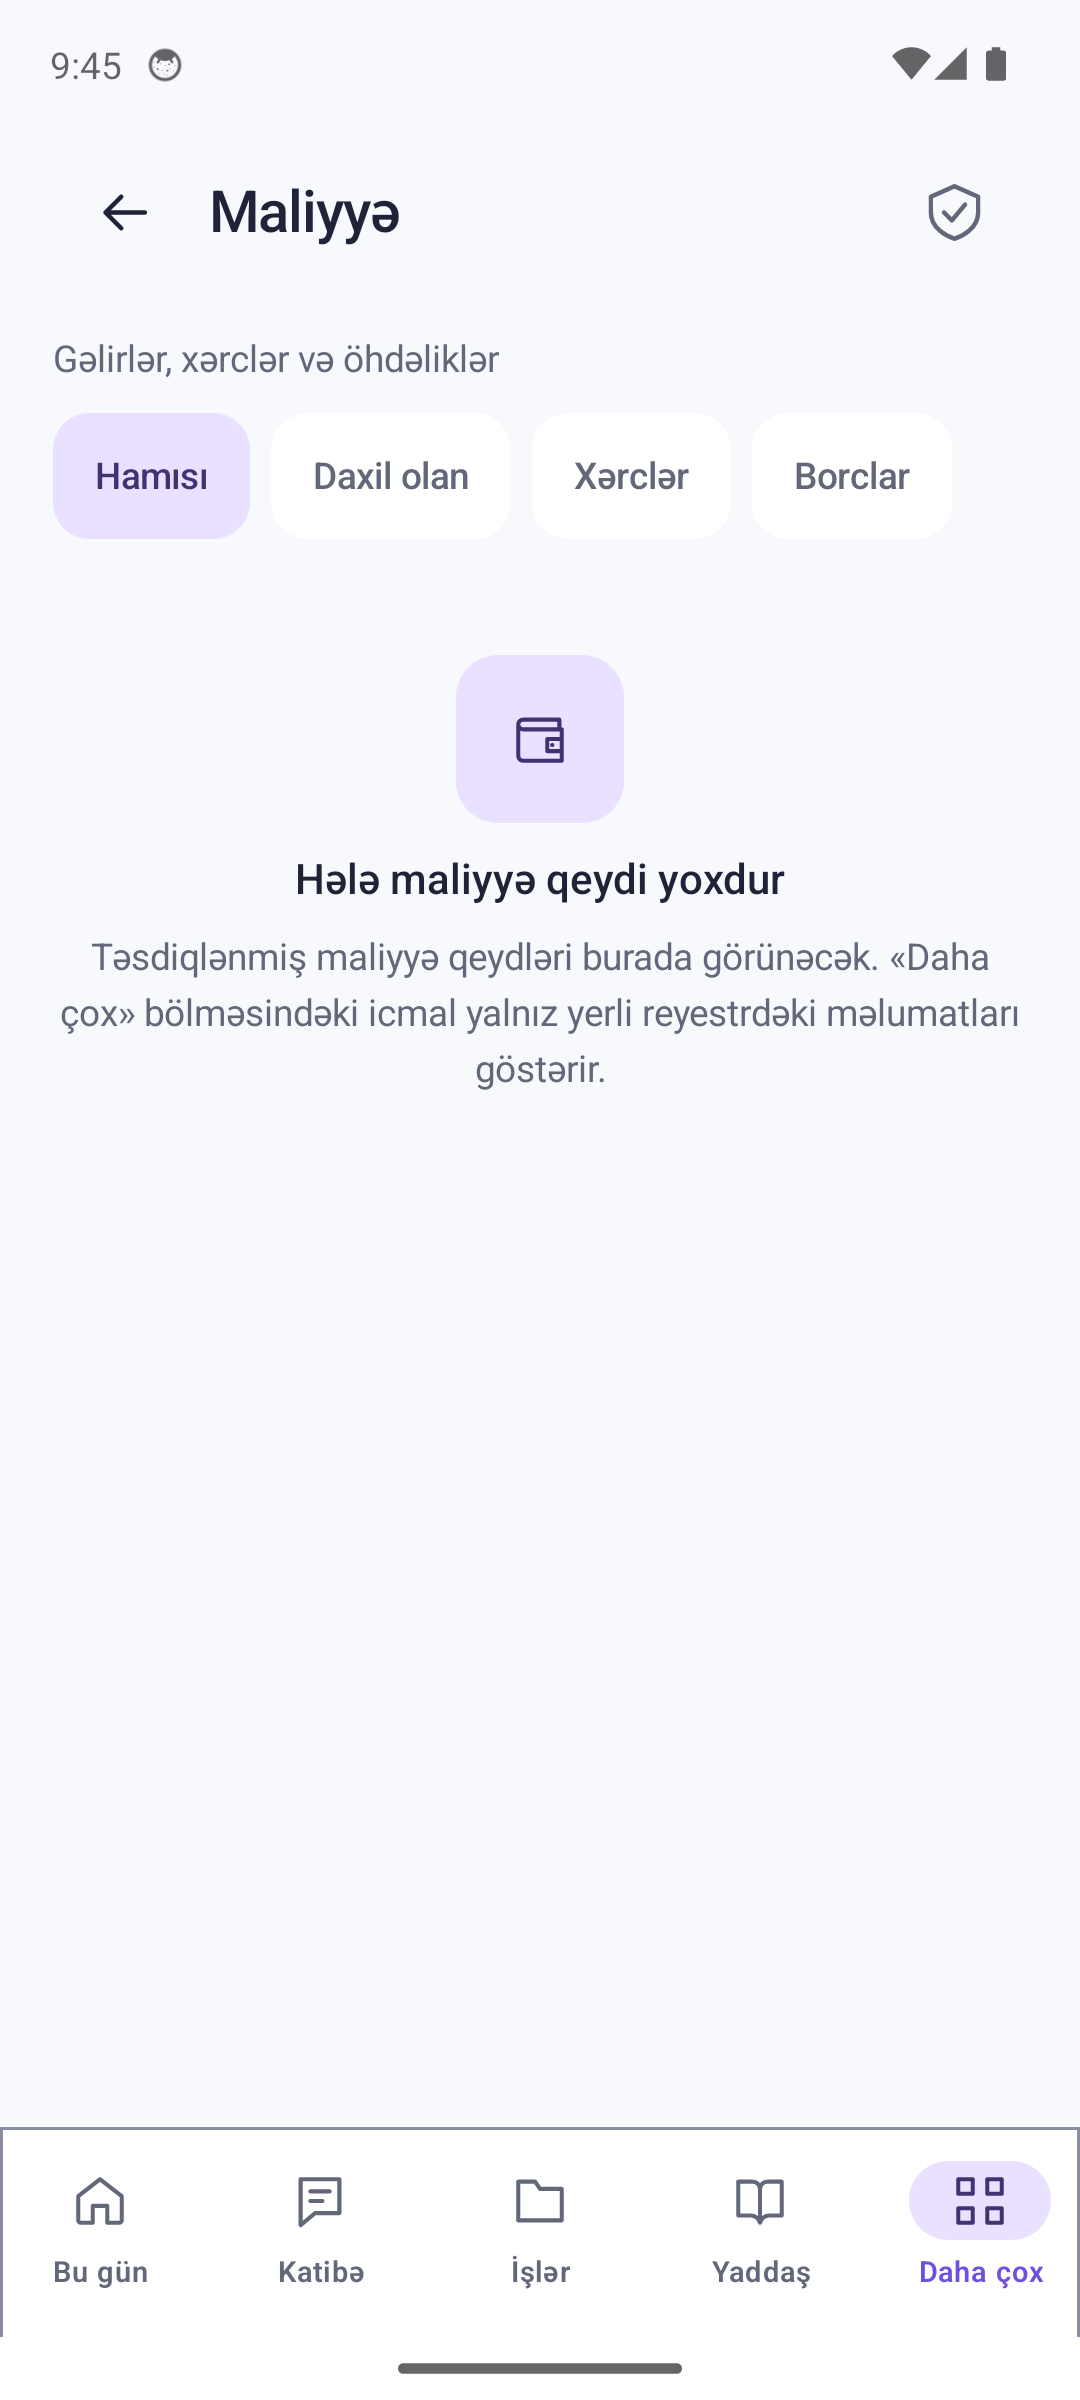 9:45
Maliyyə
Gəlirlər, xərclər və öhdəliklər
Hamısı
Daxil olan
Xərclər
Borclar
Hələ maliyyə qeydi yoxdur
Təsdiqlənmiş maliyyə qeydləri burada görünəcək. «Daha
çox» bölməsindəki icmal yalnız yerli reyestrdəki məlumatları
göstərir.
Bu gün
Katibə
İşlər
Yaddaş
Daha çox